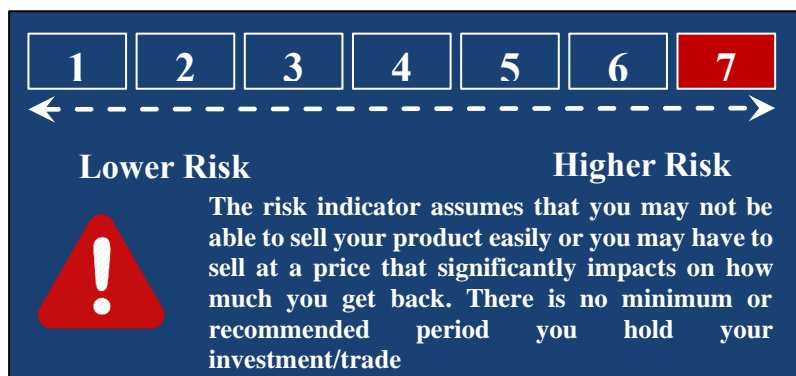 1 2 3 4 5 6 7
Lower Risk Higher Risk
The risk indicator assumes that you may not be
able to sell your product easily or you may have to
sell at a price that significantly impacts on how
much you get back. There is no minimum or
recommended period you hold your
investment/trade